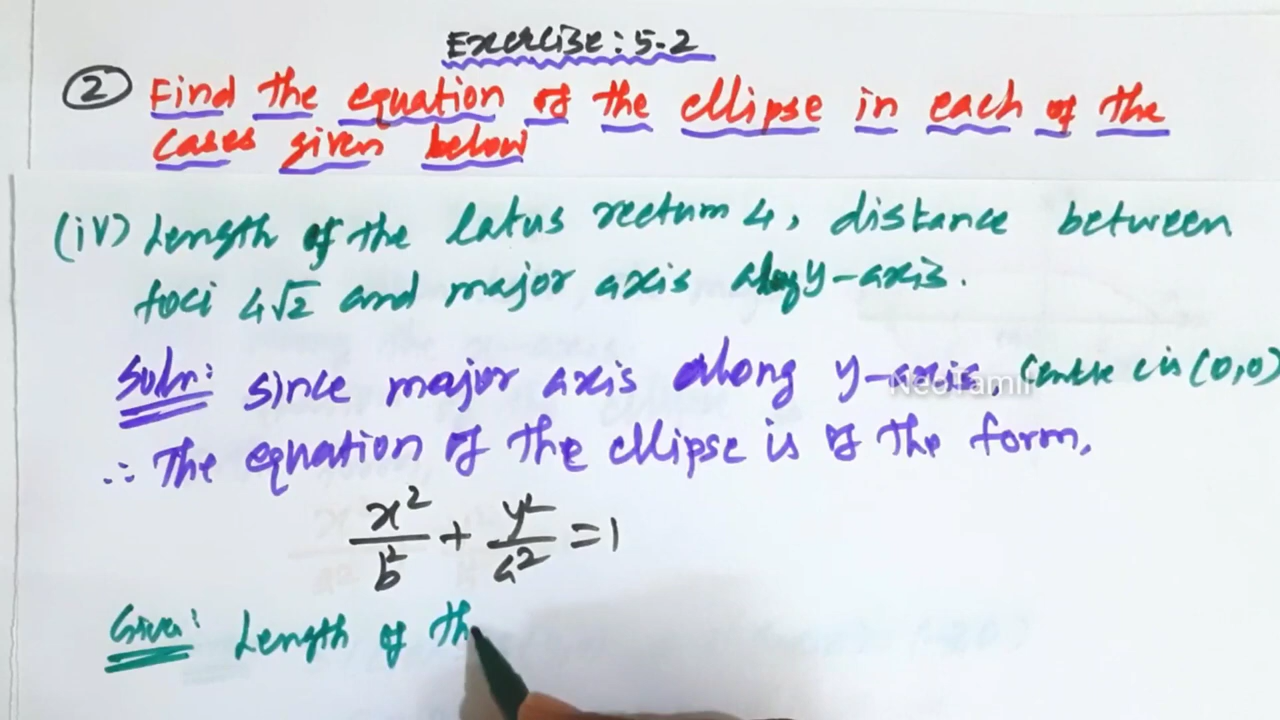 Exercise: 5.2
2 Find the equation of the ellipse in each of the
cases given below
(iv) Length of the latus rectum 4, distance between
foci 4√2 and major axis along y-axis.
Soln: since major axis along y-axis, centre is (0,0)
NeoTamil
∴ The equation of the ellipse is of the form,
x²/b² + y²/a² = 1
Given: Length of th